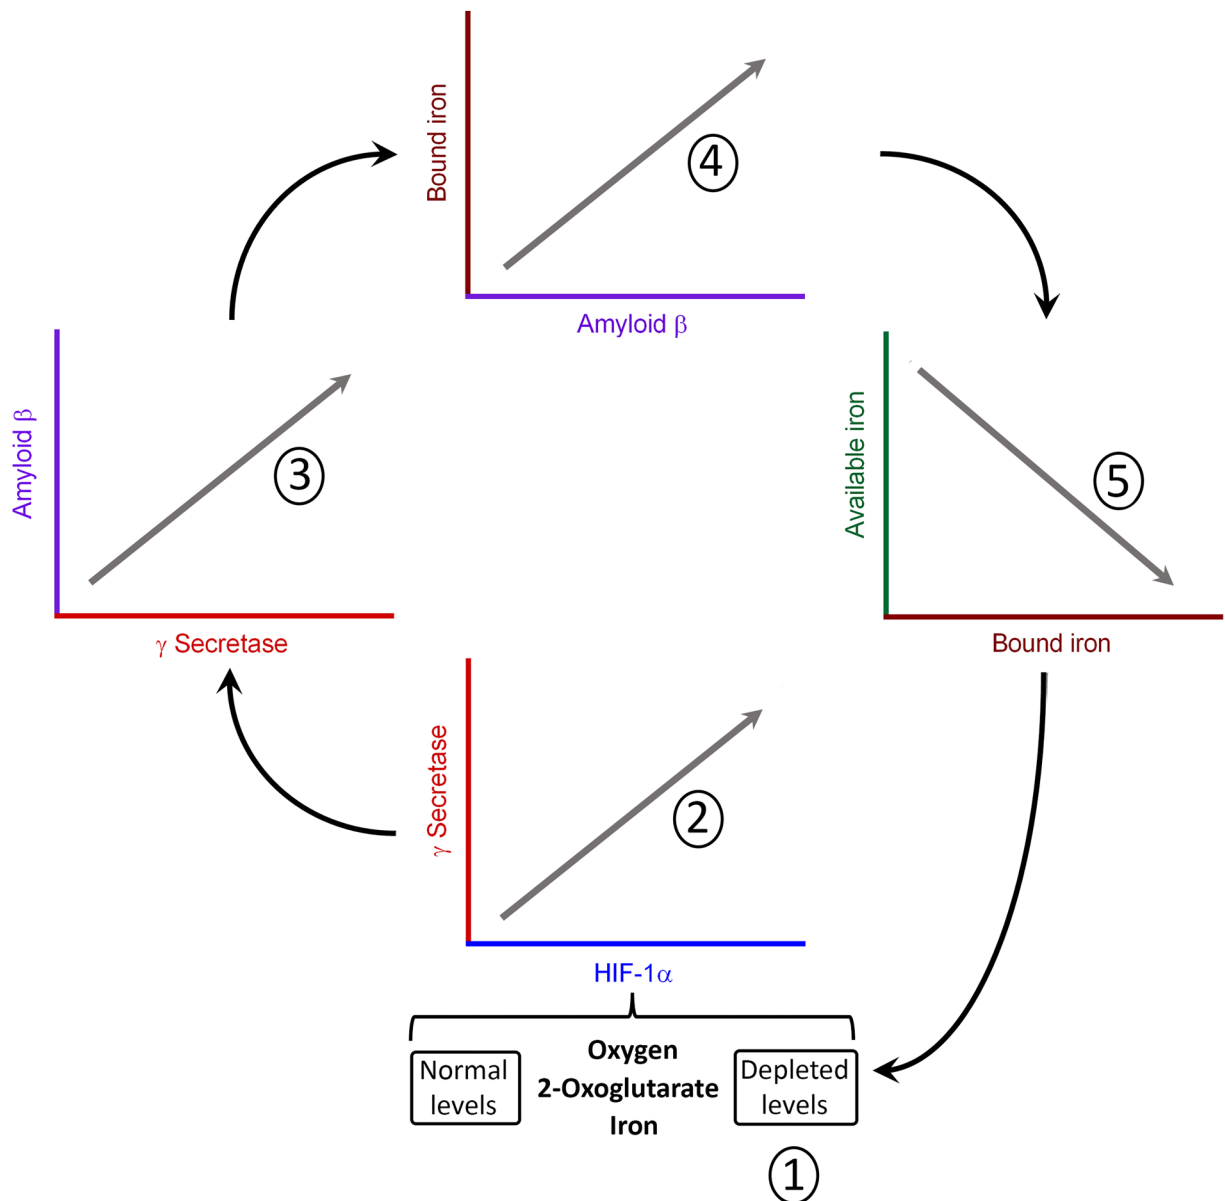 Bound iron
4
Amyloid β
Amyloid β
3
γ Secretase
Available iron
5
Bound iron
γ Secretase
2
HIF-1α
Normal
levels
Oxygen
2-Oxoglutarate
Iron
Depleted
levels
1